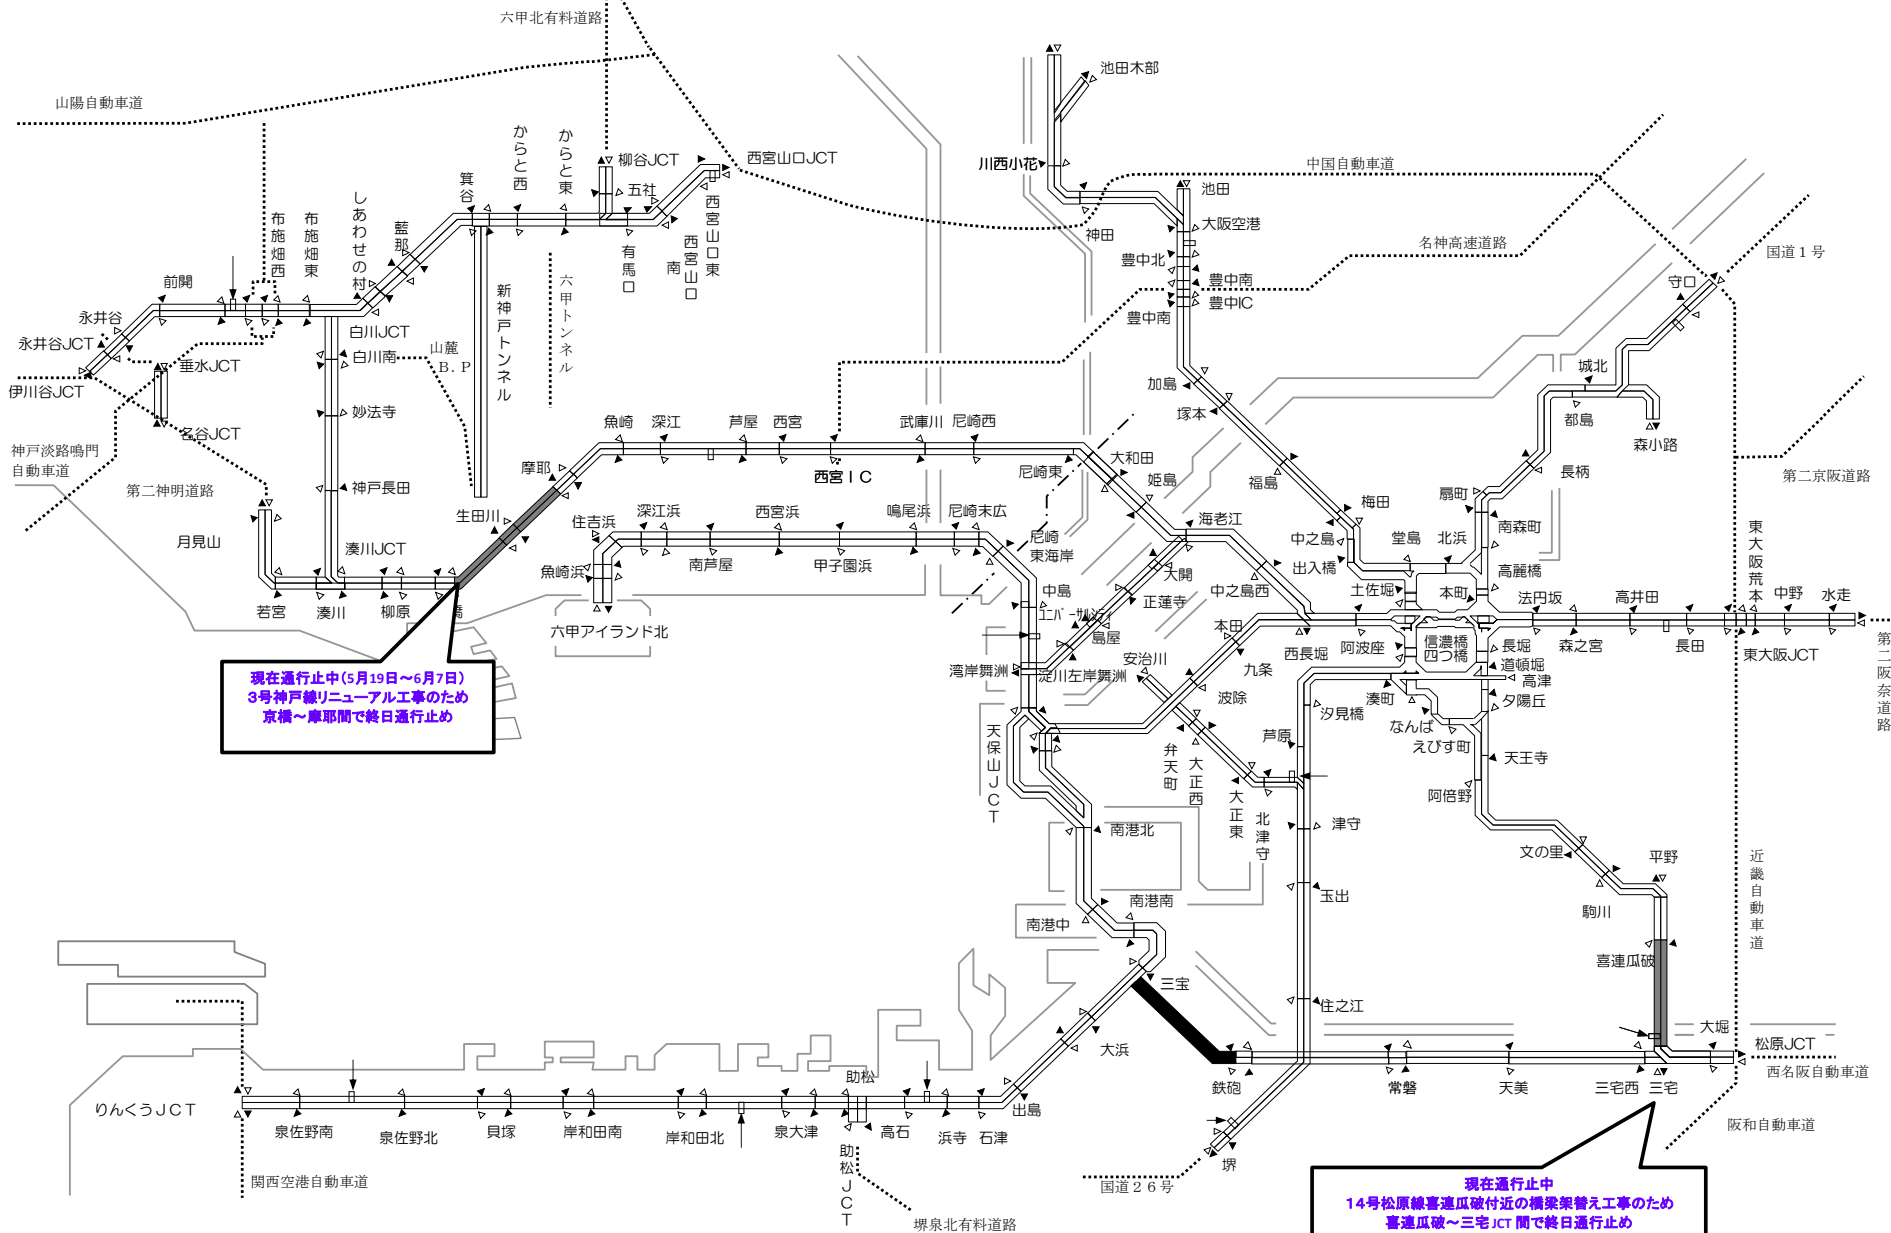 六甲北有料道路
山陽自動車道
からと西
からと東
柳谷JCT
五社
西宮山口JCT
西宮山口東
西宮山口南
有馬口
箕谷
しあわせの村
藍那
布施畑西
布施畑東
前開
永井谷
永井谷JCT
伊川谷JCT
垂水JCT
名谷JCT
白川JCT
白川南
山麓
B.P
新神戸トンネル
六甲トンネル
妙法寺
神戸長田
神戸淡路鳴門
自動車道
第二神明道路
月見山
湊川JCT
若宮
湊川
柳原
橋
生田川
摩耶
魚崎
深江
芦屋
西宮
西宮IC
武庫川
尼崎西
尼崎東
大和田
姫島
海老江
住吉浜
魚崎浜
六甲アイランド北
深江浜
南芦屋
西宮浜
甲子園浜
鳴尾浜
尼崎末広
尼崎
東海岸
中島
ユニバーサルシティ
湾岸舞洲
淀川左岸舞洲
大開
正蓮寺
島屋
安治川
中之島西
天保山JCT
池田木部
川西小花
神田
池田
大阪空港
豊中北
豊中南
豊中IC
豊中南
中国自動車道
名神高速道路
国道1号
守口
加島
塚本
福島
梅田
中之島
出入橋
堂島
北浜
土佐堀
本町
城北
都島
森小路
長柄
扇町
南森町
高麗橋
第二京阪道路
東大阪荒本
法円坂
高井田
中野
水走
森之宮
長田
東大阪JCT
第二阪奈道路
本田
九条
波除
西長堀
阿波座
信濃橋
四つ橋
長堀
道頓堀
高津
夕陽丘
湊町
なんば
えびす町
天王寺
阿倍野
汐見橋
芦原
弁天町
大正西
大正東
北津守
津守
玉出
住之江
文の里
駒川
平野
喜連瓜破
近畿自動車道
大堀
松原JCT
西名阪自動車道
阪和自動車道
南港北
南港中
南港南
三宝
大浜
出島
鉄砲
常磐
天美
三宅西
三宅
堺
国道26号
りんくうJCT
泉佐野南
泉佐野北
貝塚
岸和田南
岸和田北
泉大津
助松
高石
浜寺
石津
助松JCT
関西空港自動車道
堺泉北有料道路
現在通行止中(5月19日～6月7日)
3号神戸線リニューアル工事のため
京橋～摩耶間で終日通行止め
現在通行止中
14号松原線喜連瓜破付近の橋梁架替え工事のため
喜連瓜破～三宅JCT間で終日通行止め